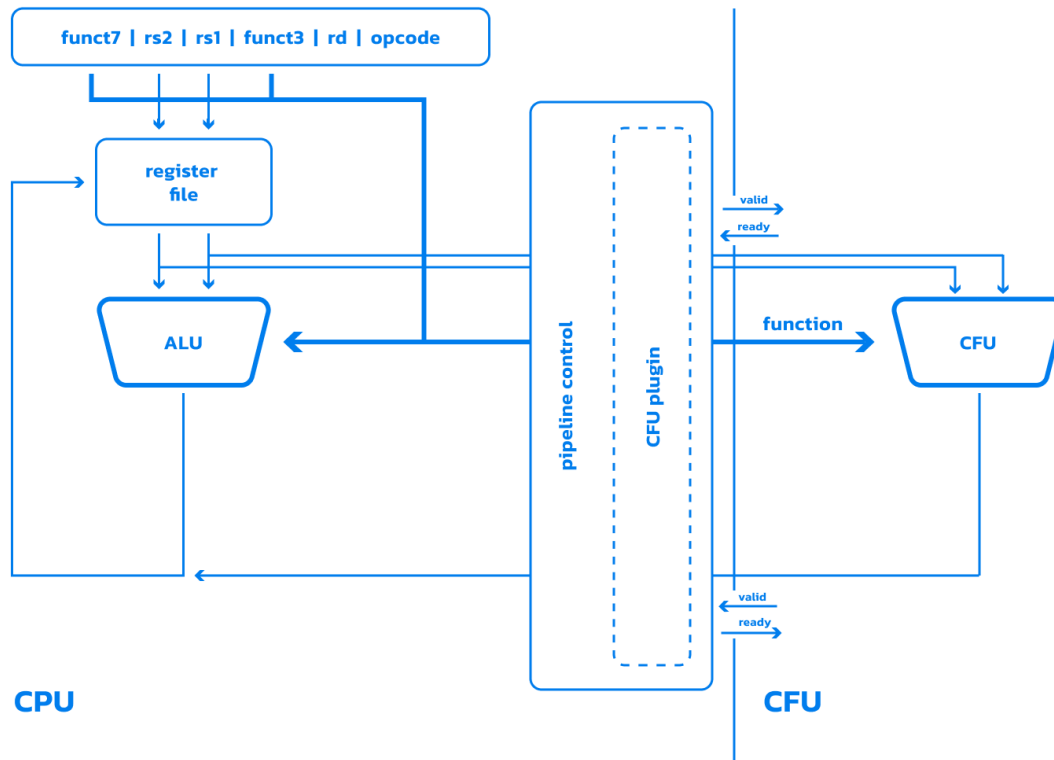 funct7 | rs2 | rs1 | funct3 | rd | opcode
register
file
valid
ready
ALU
pipeline control
CFU plugin
function
CFU
valid
ready
CPU
CFU